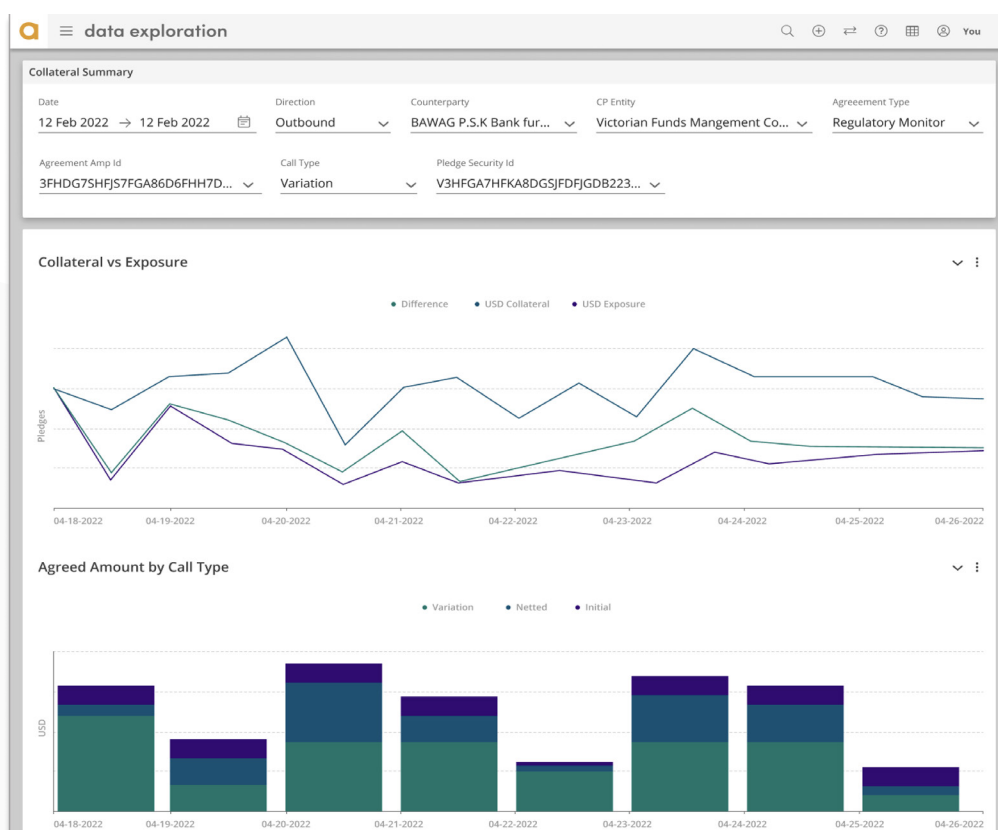 data exploration
You
Collateral Summary
Date
Direction
Counterparty
CP Entity
Agreeement Type
12 Feb 2022 → 12 Feb 2022
Outbound
BAWAG P.S.K Bank fur...
Victorian Funds Mangement Co...
Regulatory Monitor
Agreement Amp Id
Call Type
Pledge Security Id
3FHDG7SHFJS7FGA86D6FHH7D...
Variation
V3HFGA7HFKA8DGSJFDFJGDB223...
Collateral vs Exposure
Difference
USD Collateral
USD Exposure
Pledges
04-18-2022
04-19-2022
04-20-2022
04-21-2022
04-22-2022
04-23-2022
04-24-2022
04-25-2022
04-26-2022
Agreed Amount by Call Type
Variation
Netted
Initial
USD
04-18-2022
04-19-2022
04-20-2022
04-21-2022
04-22-2022
04-23-2022
04-24-2022
04-25-2022
04-26-2022